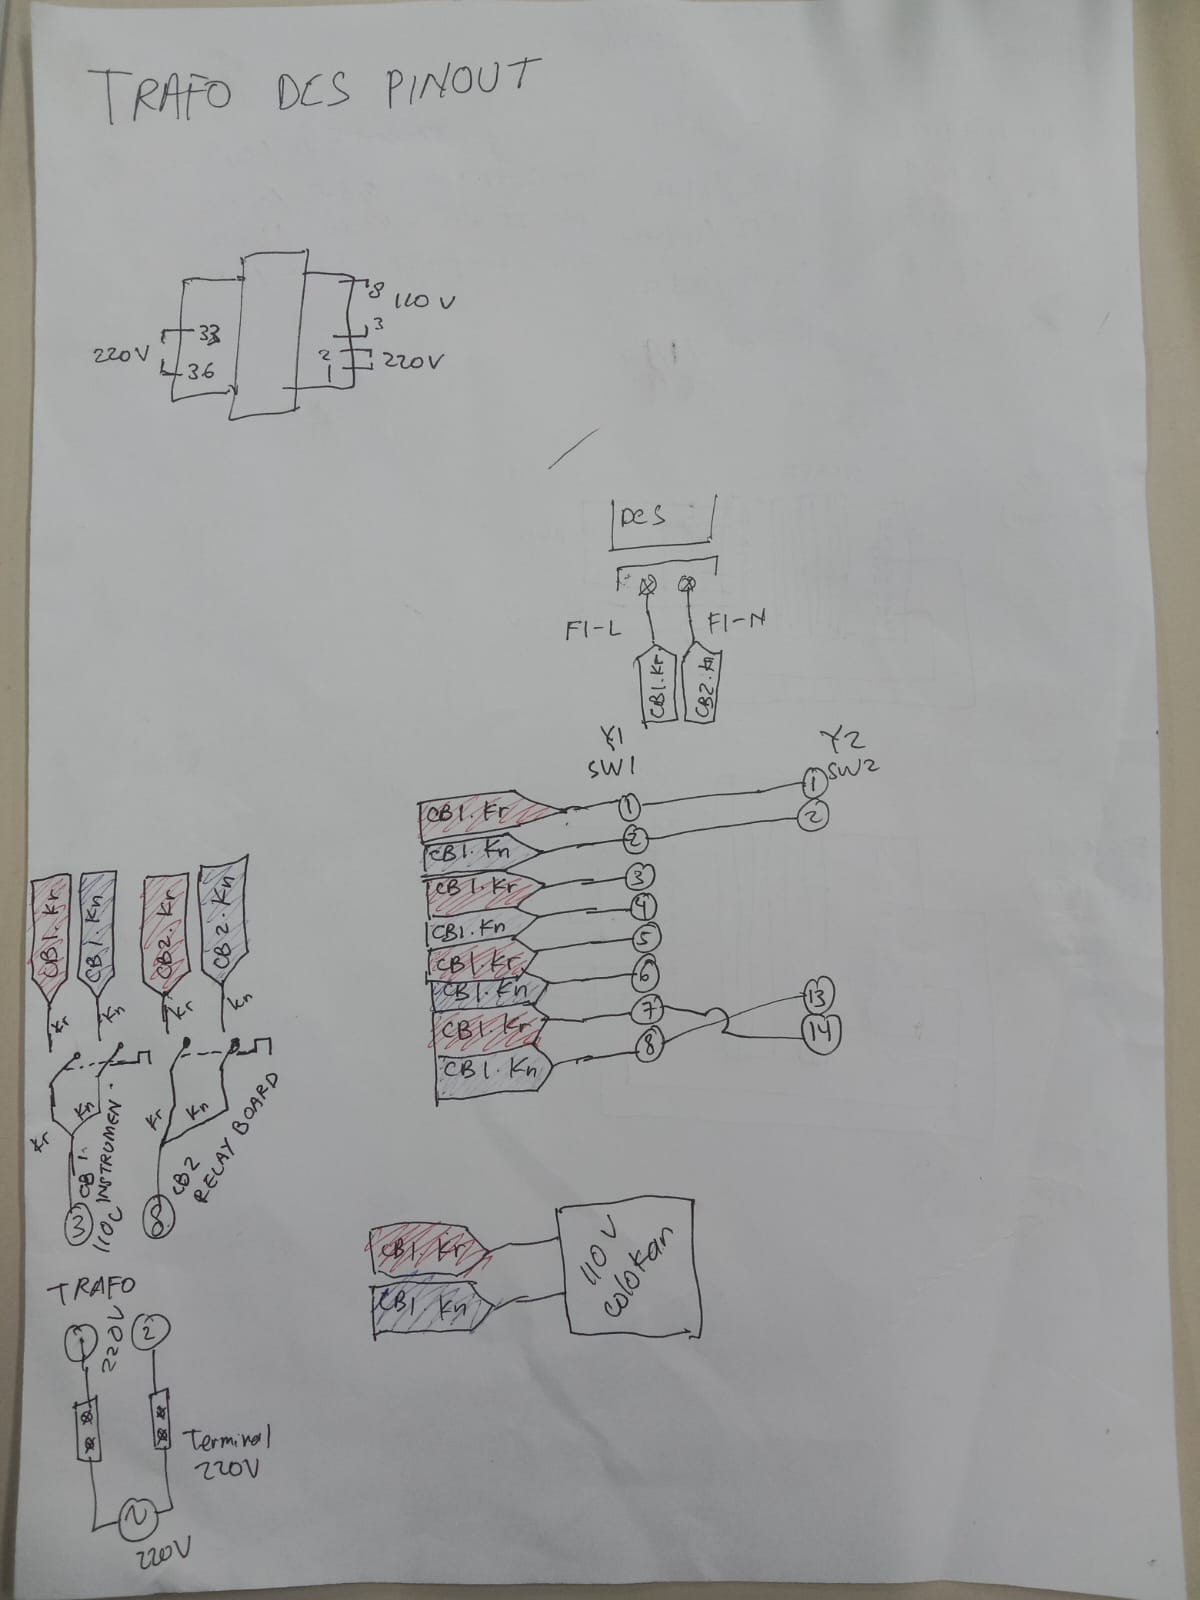 TRAFO DCS PINOUT
8
110 V
33
3
220V
36
2
1
220V
DCS
F1-L
F1-N
CB1.Kr
CB2.Kn
SW1
Y2
SW2
CB1.Kr
1
1
CB1.Kn
2
2
CB1.Kr
3
CB1.Kn
4
CB1.Kr
5
CB1.Kn
6
CB1.Kr
7
13
CB1.Kn
8
14
CB1.Kr
CB1.Kn
CB2.Kr
CB2.Kn
Kr
Kn
Kr
Kn
Kr
Kn
Kr
Kn
CB1
INSTRUMEN
CB2
RELAY BOARD
3
8
CB1.Kr
CB1 Kn
110 V
colokan
TRAFO
220V
2
Terminal
220V
220V